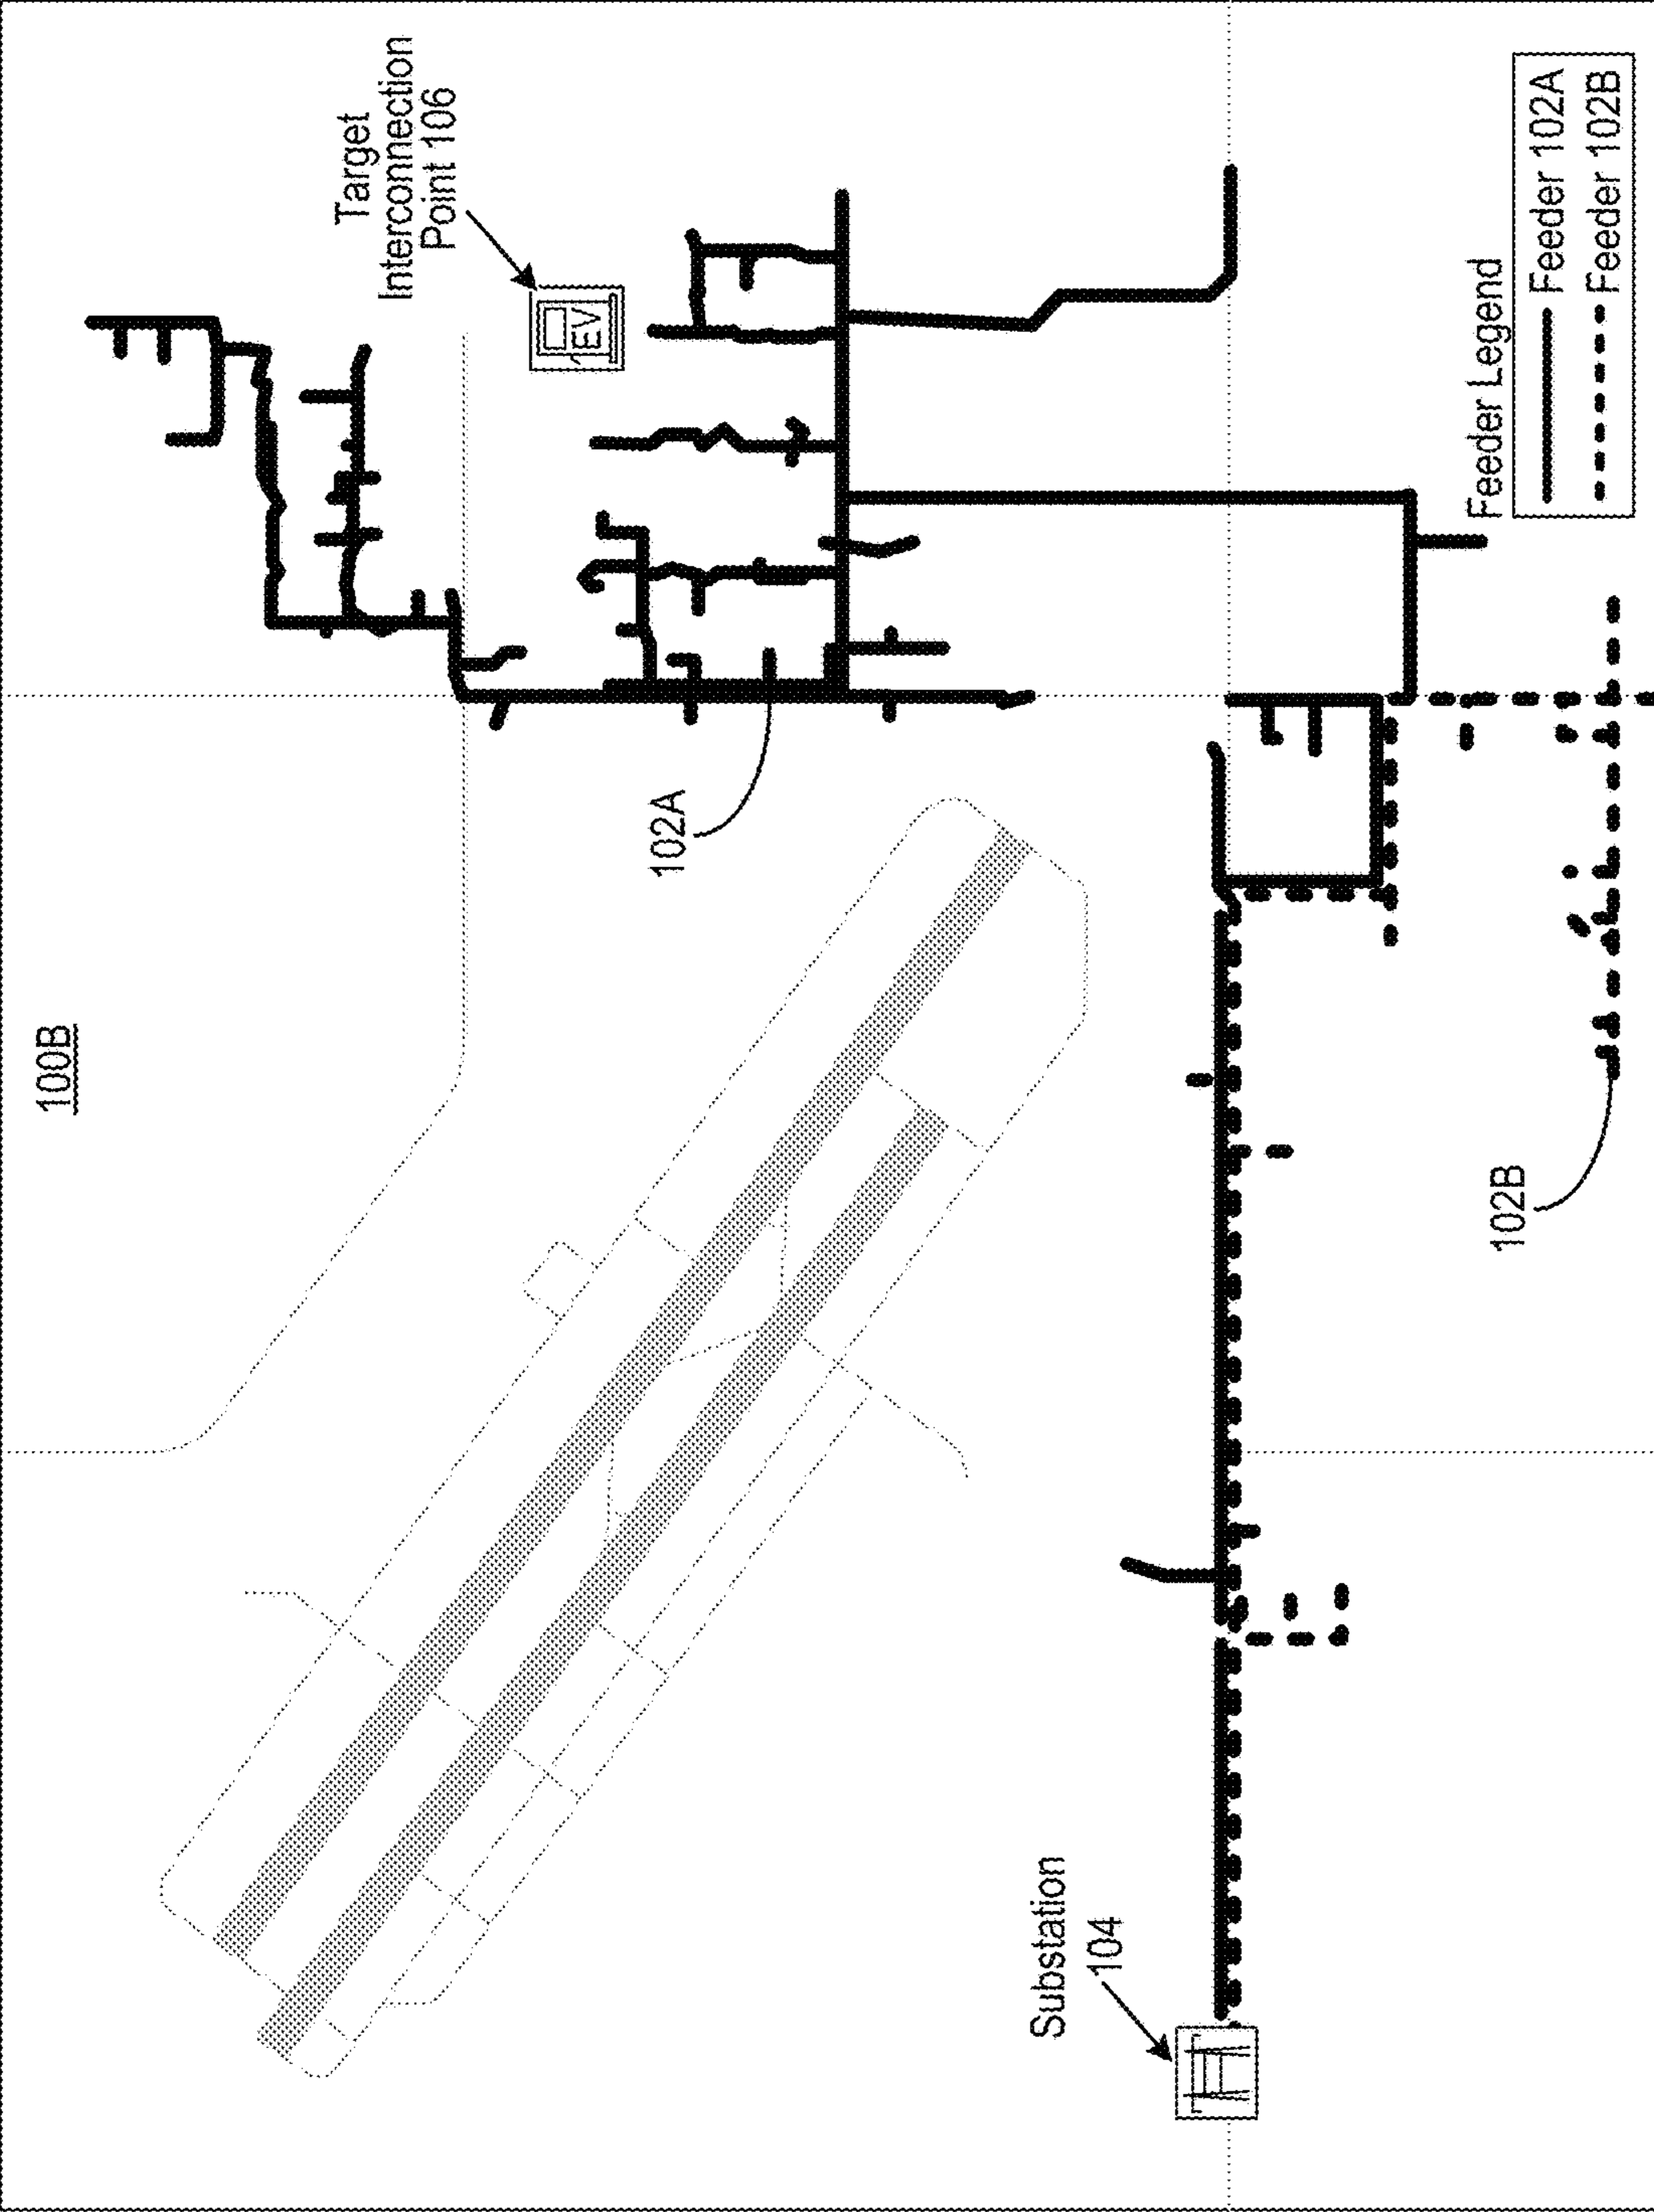 100B
Target
Interconnection
Point 106
EV
102A
Substation
104
102B
Feeder Legend
Feeder 102A
Feeder 102B